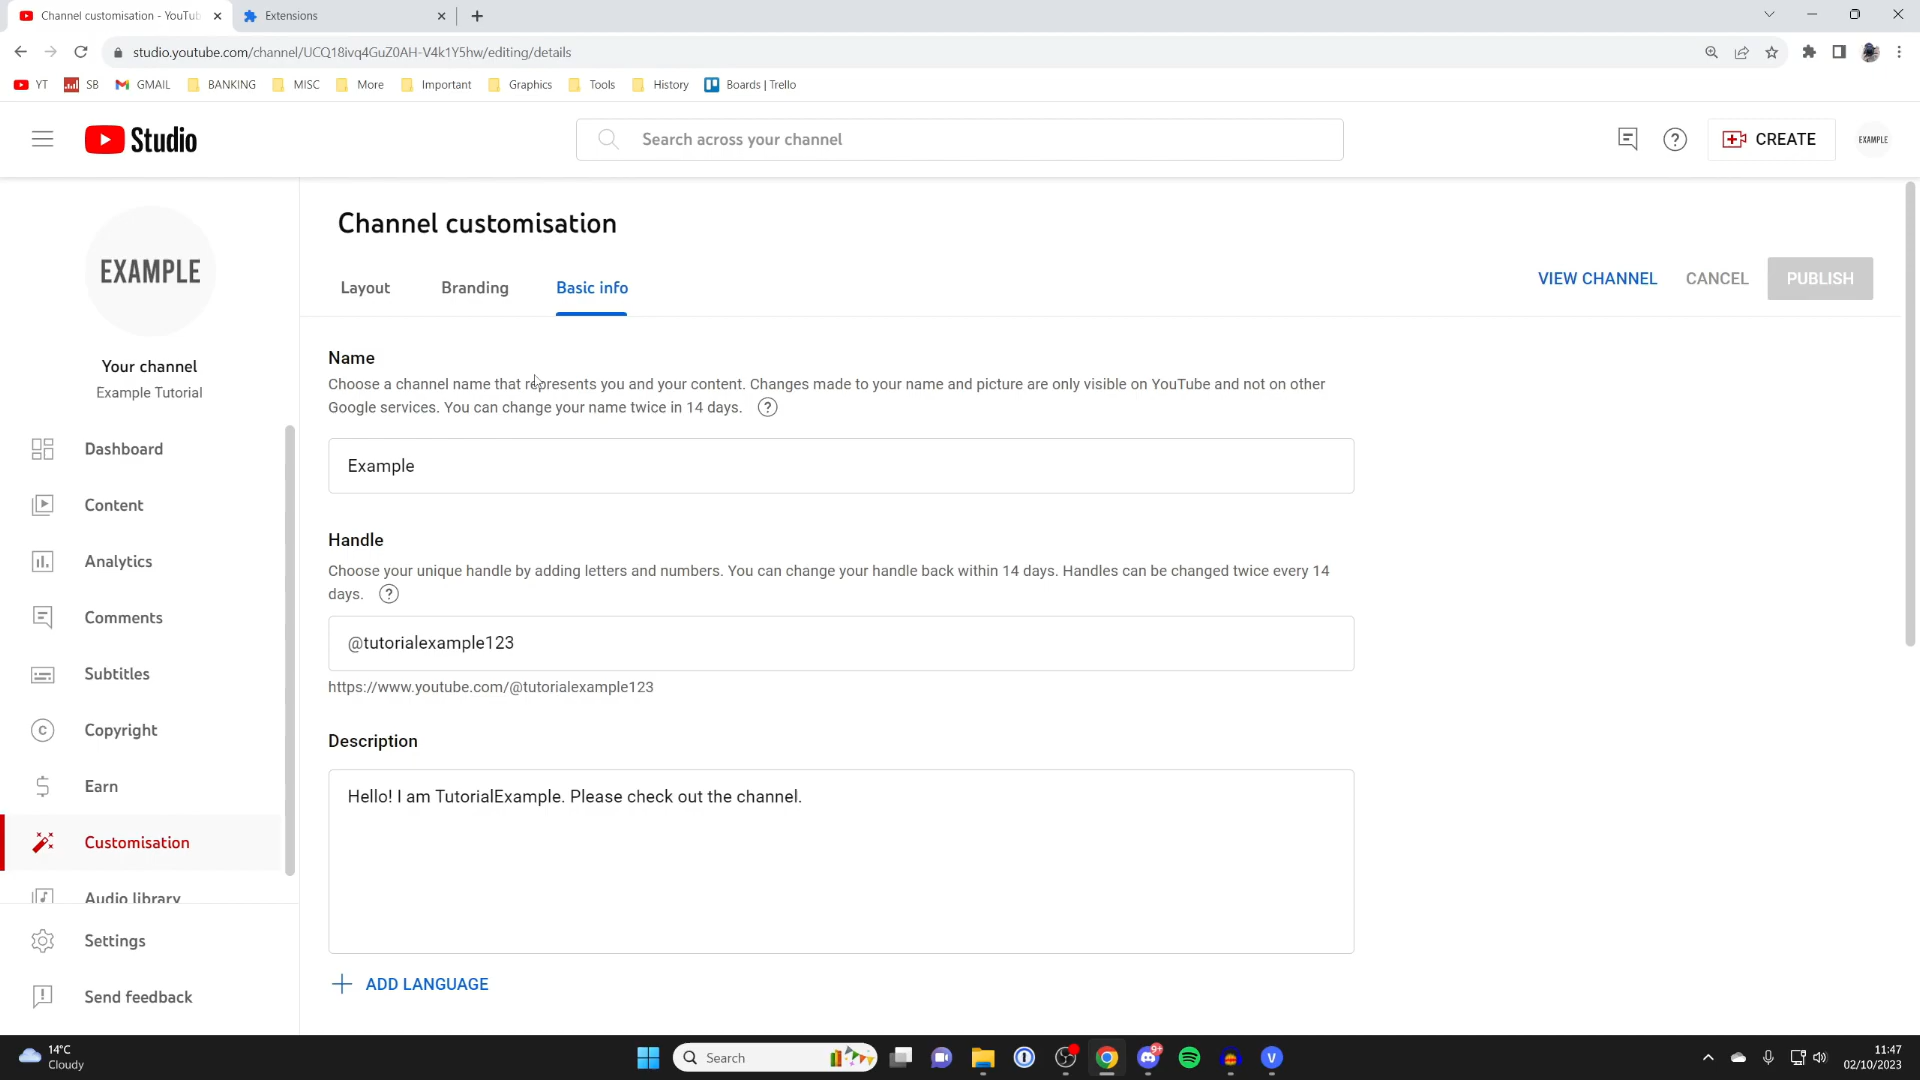 Channel customisation - YouTub
Extensions
studio.youtube.com/channel/UCQ18ivq4GuZ0AH-V4k1Y5hw/editing/details
YT
SB
GMAIL
BANKING
MISC
More
Important
Graphics
Tools
History
Boards | Trello
Studio
Search across your channel
CREATE
EXAMPLE
EXAMPLE
Your channel
Example Tutorial
Dashboard
Content
Analytics
Comments
Subtitles
Copyright
Earn
Customisation
Audio library
Settings
Send feedback
Channel customisation
Layout
Branding
Basic info
VIEW CHANNEL
CANCEL
PUBLISH
Name
Choose a channel name that represents you and your content. Changes made to your name and picture are only visible on YouTube and not on other
Google services. You can change your name twice in 14 days.
Example
Handle
Choose your unique handle by adding letters and numbers. You can change your handle back within 14 days. Handles can be changed twice every 14
days.
@tutorialexample123
https://www.youtube.com/@tutorialexample123
Description
Hello! I am TutorialExample. Please check out the channel.
ADD LANGUAGE
14°C
Cloudy
Search
9+
V
11:47
02/10/2023